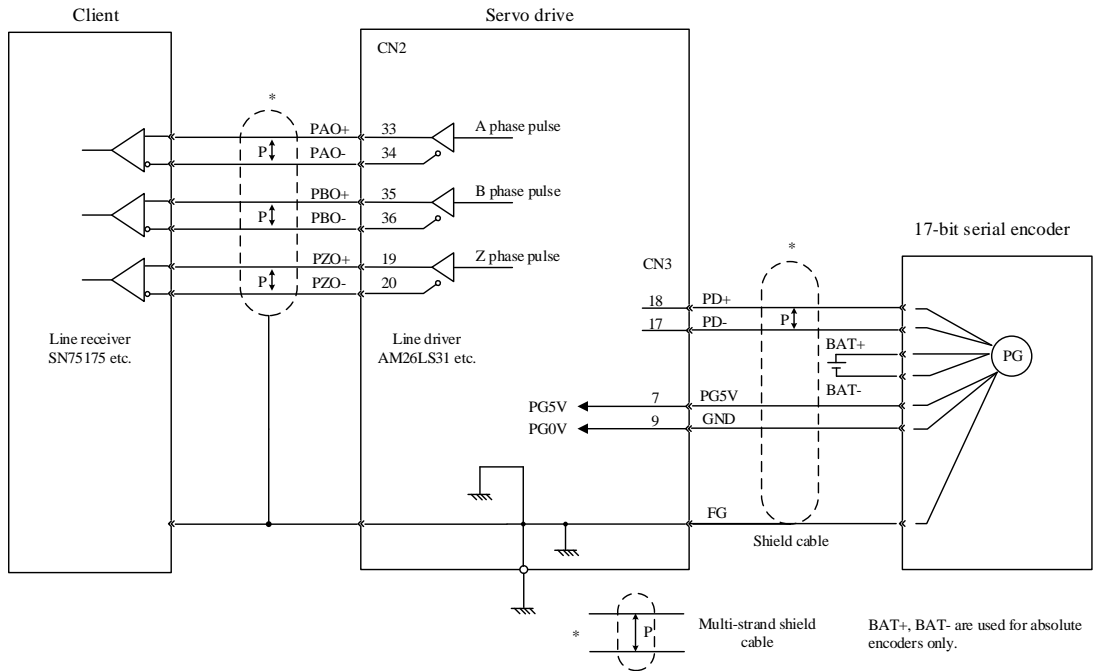 Client
Servo drive
CN2
*
PAO+ 33 A phase pulse
P
PAO- 34
PBO+ 35 B phase pulse
P
PBO- 36
PZO+ 19 Z phase pulse
P
PZO- 20
Line receiver
SN75175 etc.
Line driver
AM26LS31 etc.
17-bit serial encoder
CN3
*
18 PD+
P
17 PD-
BAT+
PG
BAT-
PG5V 7 PG5V
PG0V 9 GND
FG
Shield cable
*
P
Multi-strand shield
cable
BAT+, BAT- are used for absolute
encoders only.